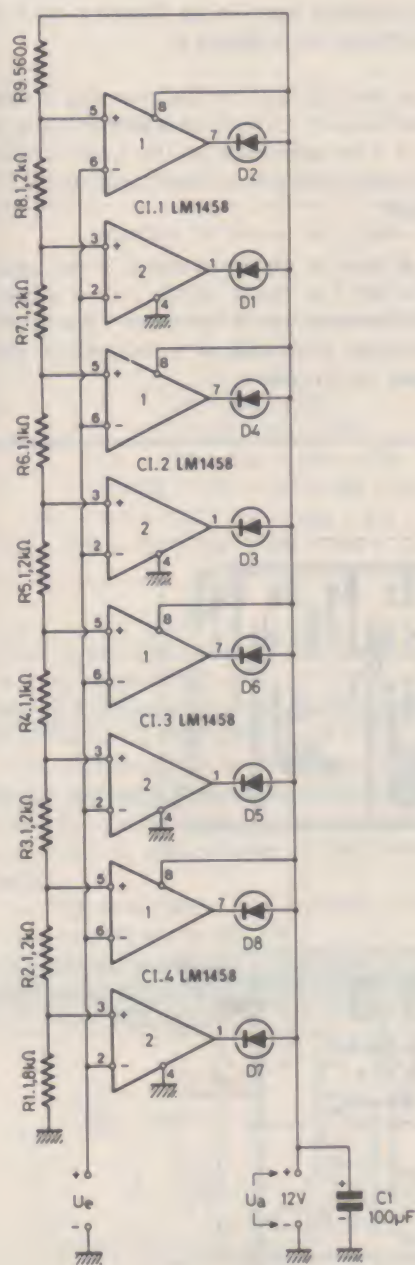 R9.560Ω
5 + 8 1 7
6 −
D2
CI.1 LM1458
R8.1,2kΩ
3 + 2 1
2 − 4
D1
R7.1,2kΩ
5 + 8 1 7
6 −
D4
CI.2 LM1458
R6.1,1kΩ
3 + 2 1
2 − 4
D3
R5.1,2kΩ
5 + 8 1 7
6 −
D6
CI.3 LM1458
R4.1,1kΩ
3 + 2 1
2 − 4
D5
R3.1,2kΩ
5 + 8 1 7
6 −
D8
CI.4 LM1458
R2.1,2kΩ
3 + 2 1
2 − 4
D7
R1.1,8kΩ
+ Ue −
+ Ua 12V −
+ C1 −
100µF